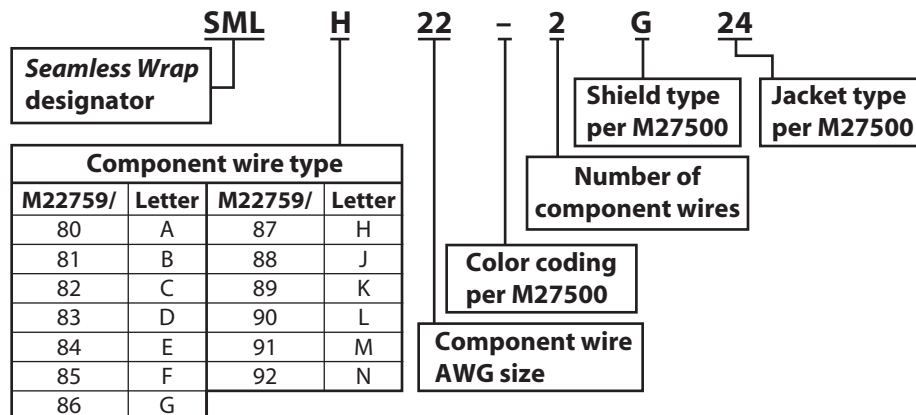 SML H 22 – 2 G 24
Seamless Wrap
designator
Shield type
per M27500
Jacket type
per M27500
Component wire type
M22759/ Letter M22759/ Letter
80 A 87 H
81 B 88 J
82 C 89 K
83 D 90 L
84 E 91 M
85 F 92 N
86 G
Number of
component wires
Color coding
per M27500
Component wire
AWG size